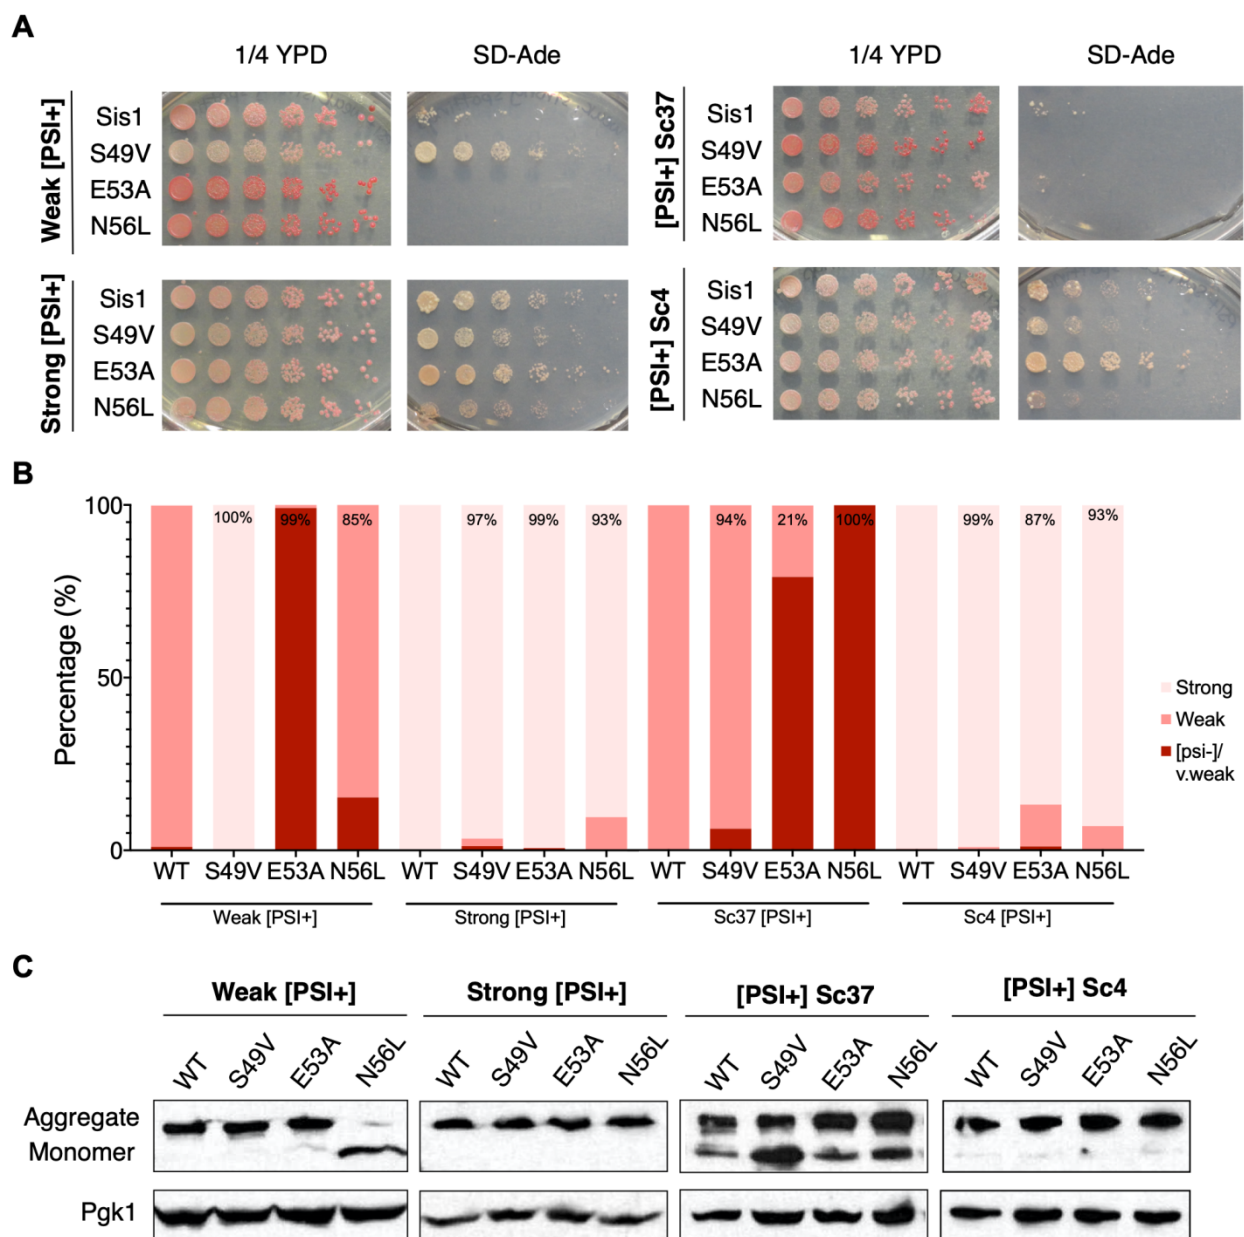 A
1/4 YPD SD-Ade 1/4 YPD SD-Ade
Weak [PSI+]
Sis1
S49V
E53A
N56L
[PSI+] Sc37
Sis1
S49V
E53A
N56L
Strong [PSI+]
Sis1
S49V
E53A
N56L
[PSI+] Sc4
Sis1
S49V
E53A
N56L
B
Percentage (%)
100
50
0
100% 99% 85% 97% 99% 93% 94% 21% 100% 99% 87% 93%
Strong
Weak
[psi-]/
v.weak
WT S49V E53A N56L WT S49V E53A N56L WT S49V E53A N56L WT S49V E53A N56L
Weak [PSI+] Strong [PSI+] Sc37 [PSI+] Sc4 [PSI+]
C
Weak [PSI+] Strong [PSI+] [PSI+] Sc37 [PSI+] Sc4
WT S49V E53A N56L WT S49V E53A N56L WT S49V E53A N56L WT S49V E53A N56L
Aggregate
Monomer
Pgk1